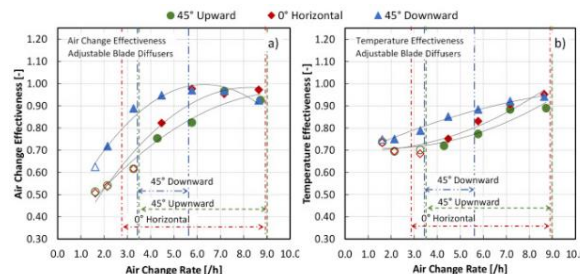 45° Upward 0° Horizontal 45° Downward
1.20
1.10
1.00
0.90
0.80
0.70
0.60
0.50
0.40
0.30
Air Change Effectiveness [-]
Air Change Effectiveness
Adjustable Blade Diffusers
a)
45° Downward
45° Upwnward
0° Horizontal
0.0 1.0 2.0 3.0 4.0 5.0 6.0 7.0 8.0 9.0 10.0
Air Change Rate [/h]
1.20
1.10
1.00
0.90
0.80
0.70
0.60
0.50
0.40
0.30
Temperature Effectiveness [-]
Temperature Effectiveness
Adjustable Blade Diffusers
b)
45° Downward
45° Upwnward
0° Horizontal
0.0 1.0 2.0 3.0 4.0 5.0 6.0 7.0 8.0 9.0 10.0
Air Change Rate [/h]